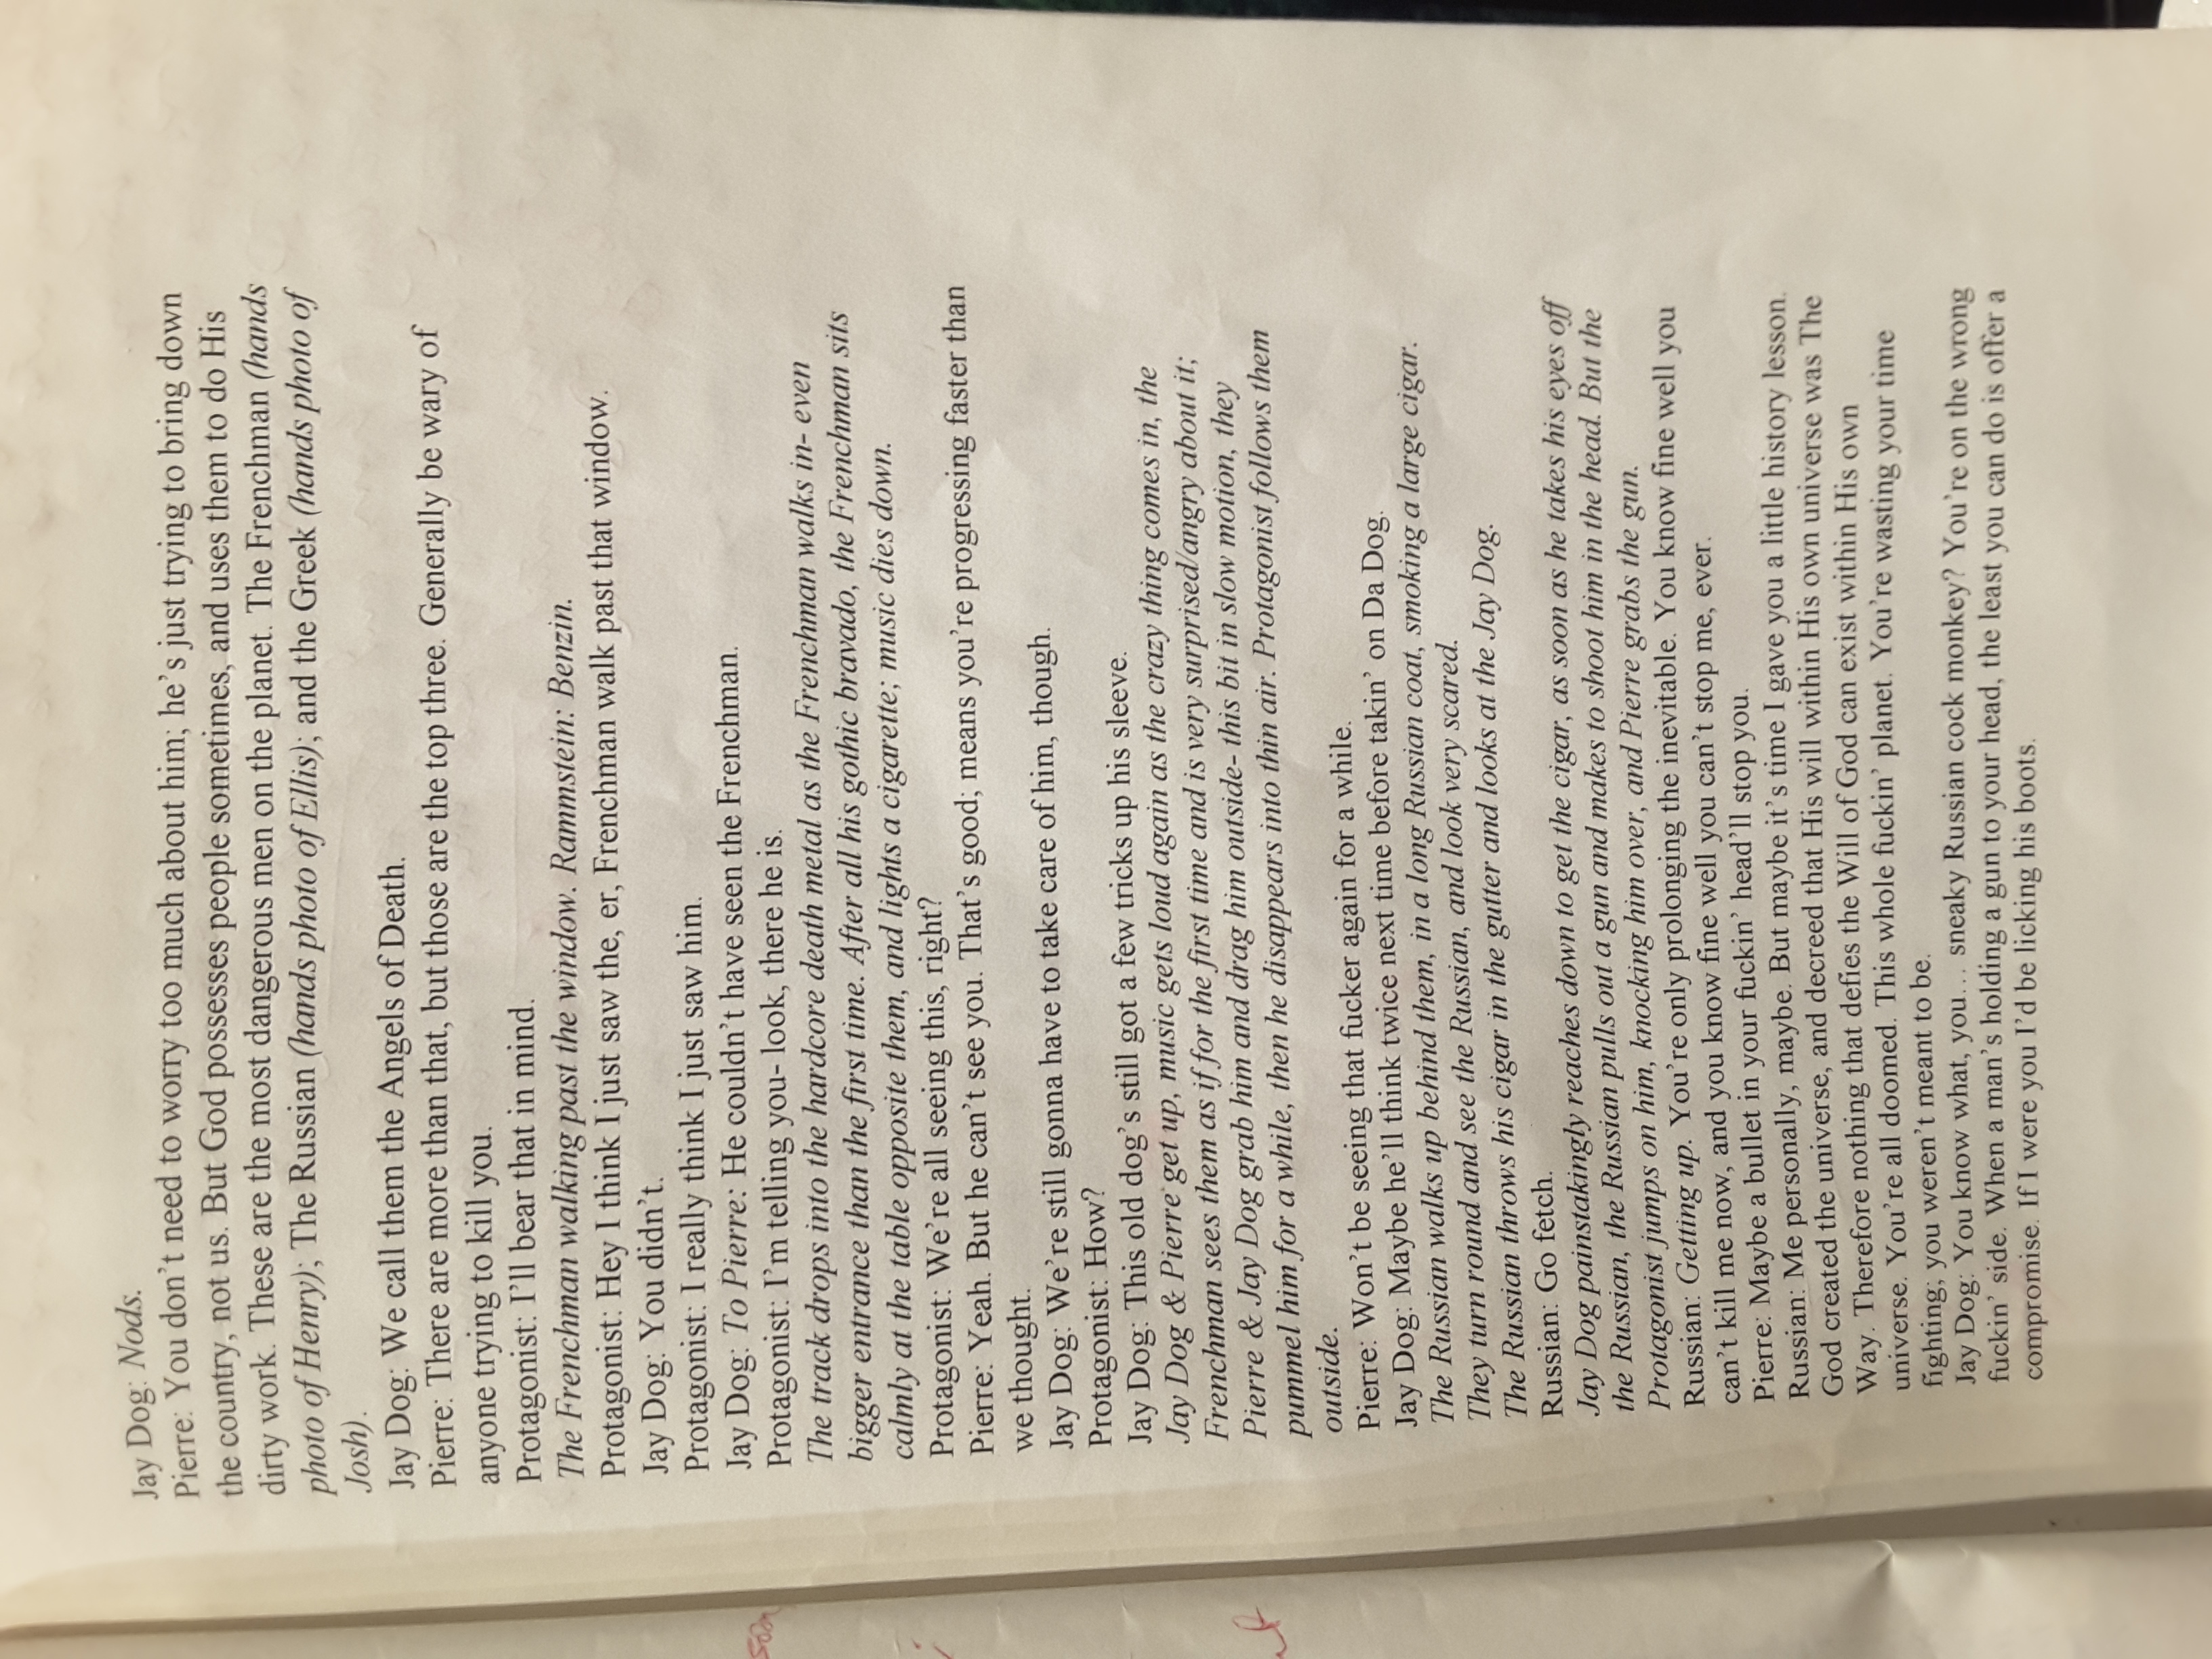 Jay Dog: Nods.
Pierre: You don't need to worry too much about him; he's just trying to bring down
the country, not us. But God possesses people sometimes, and uses them to do His
dirty work. These are the most dangerous men on the planet. The Frenchman (hands
photo of Henry); The Russian (hands photo of Ellis); and the Greek (hands photo of
Josh).
Jay Dog: We call them the Angels of Death.
Pierre: There are more than that, but those are the top three. Generally be wary of
anyone trying to kill you.
Protagonist: I'll bear that in mind.
The Frenchman walking past the window. Rammstein: Benzin.
Protagonist: Hey I think I just saw the, er, Frenchman walk past that window.
Jay Dog: You didn't.
Protagonist: I really think I just saw him.
Jay Dog: To Pierre: He couldn't have seen the Frenchman.
Protagonist: I'm telling you- look, there he is.
The track drops into the hardcore death metal as the Frenchman walks in- even
bigger entrance than the first time. After all his gothic bravado, the Frenchman sits
calmly at the table opposite them, and lights a cigarette; music dies down.
Protagonist: We're all seeing this, right?
Pierre: Yeah. But he can't see you. That's good; means you're progressing faster than
we thought.
Jay Dog: We're still gonna have to take care of him, though.
Protagonist: How?
Jay Dog: This old dog's still got a few tricks up his sleeve.
Jay Dog & Pierre get up, music gets loud again as the crazy thing comes in, the
Frenchman sees them as if for the first time and is very surprised/angry about it;
Pierre & Jay Dog grab him and drag him outside- this bit in slow motion, they
pummel him for a while, then he disappears into thin air. Protagonist follows them
outside.
Pierre: Won't be seeing that fucker again for a while.
Jay Dog: Maybe he'll think twice next time before takin' on Da Dog.
The Russian walks up behind them, in a long Russian coat, smoking a large cigar.
They turn round and see the Russian, and look very scared.
The Russian throws his cigar in the gutter and looks at the Jay Dog.
Russian: Go fetch.
Jay Dog painstakingly reaches down to get the cigar, as soon as he takes his eyes off
the Russian, the Russian pulls out a gun and makes to shoot him in the head. But the
Protagonist jumps on him, knocking him over, and Pierre grabs the gun.
Russian: Getting up. You're only prolonging the inevitable. You know fine well you
can't kill me now, and you know fine well you can't stop me, ever.
Pierre: Maybe a bullet in your fuckin' head'll stop you.
Russian: Me personally, maybe. But maybe it's time I gave you a little history lesson.
God created the universe, and decreed that His will within His own universe was The
Way. Therefore nothing that defies the Will of God can exist within His own
universe. You're all doomed. This whole fuckin' planet. You're wasting your time
fighting; you weren't meant to be.
Jay Dog: You know what, you... sneaky Russian cock monkey? You're on the wrong
fuckin' side. When a man's holding a gun to your head, the least you can do is offer a
compromise. If I were you I'd be licking his boots.